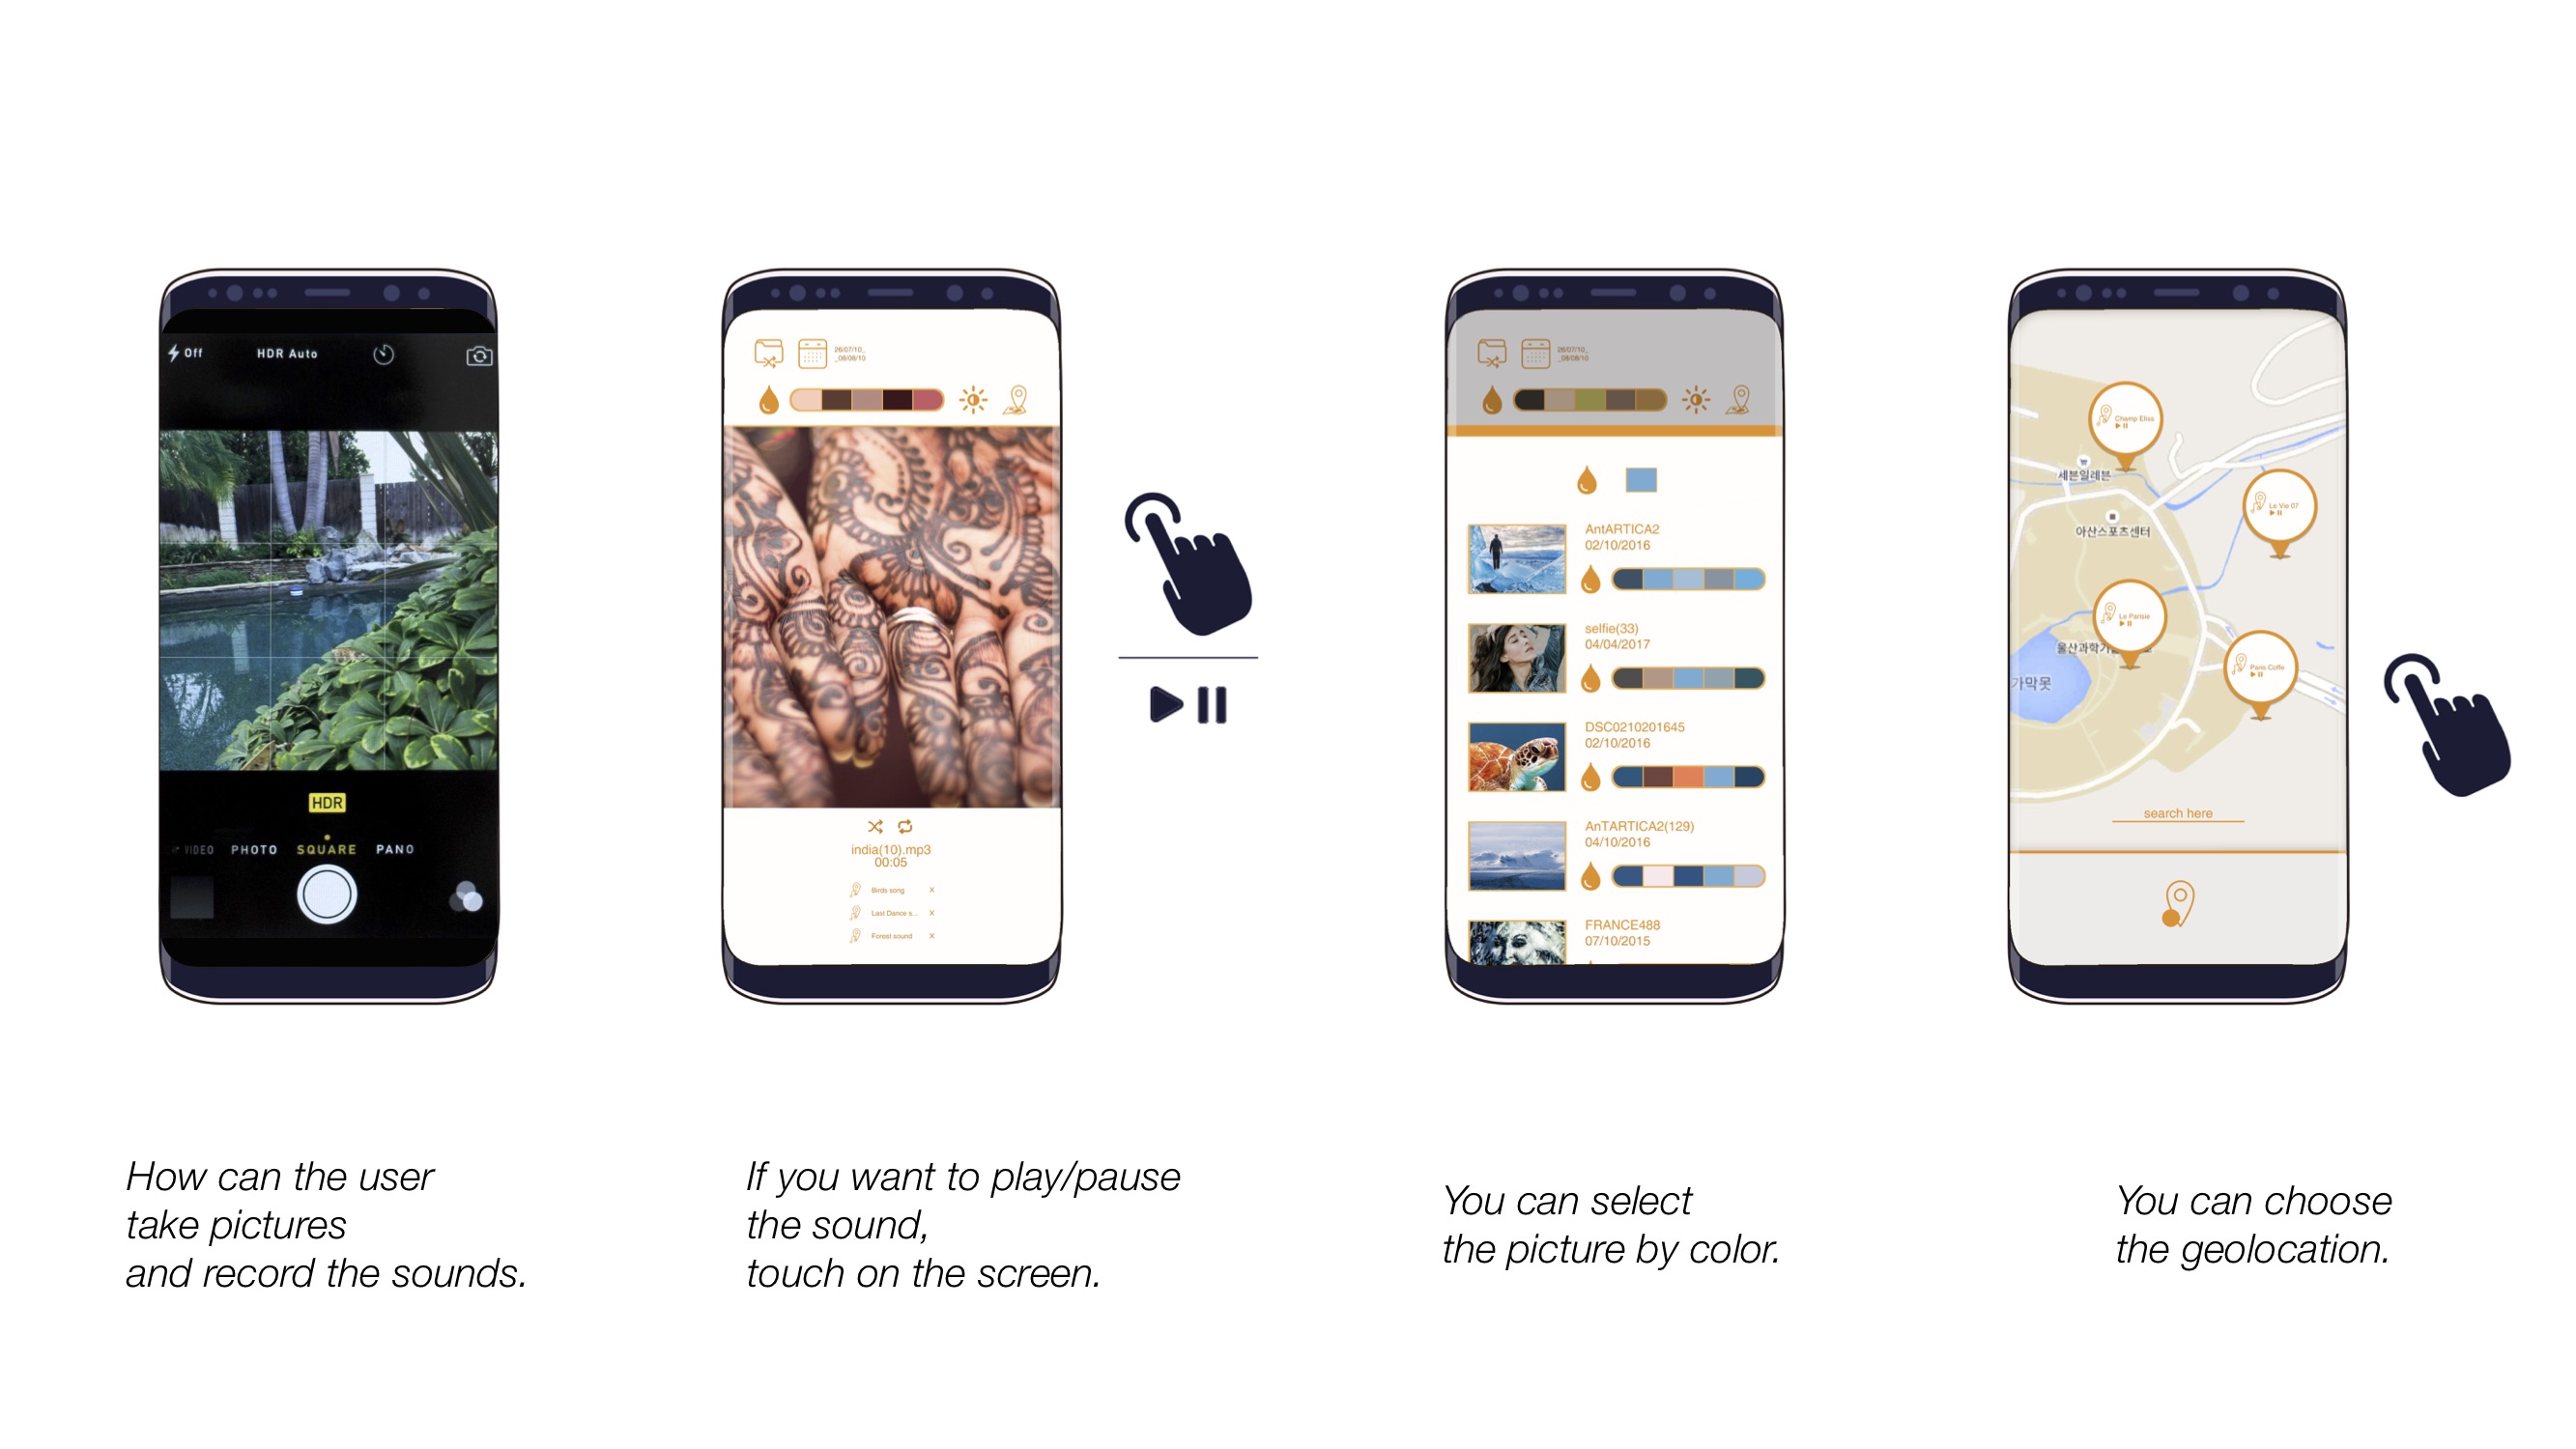 Off
HDR Auto
HDR
VIDEO PHOTO SQUARE PANO
26/07/10_
_08/08/10
india(10).mp3
00:05
Birds song x
Last Dance s... x
Forest sound x
26/07/10_
_08/08/10
AntARTICA2
02/10/2016
selfie(33)
04/04/2017
DSC0210201645
02/10/2016
AnTARTICA2(129)
04/10/2016
FRANCE488
07/10/2015
Champ Eliss
세븐일레븐
Le Vie 07
아산스포츠센터
Le Parisie
울산과학기
Paris Coffe
가막못
search here
How can the user
take pictures
and record the sounds.
If you want to play/pause
the sound,
touch on the screen.
You can select
the picture by color.
You can choose
the geolocation.